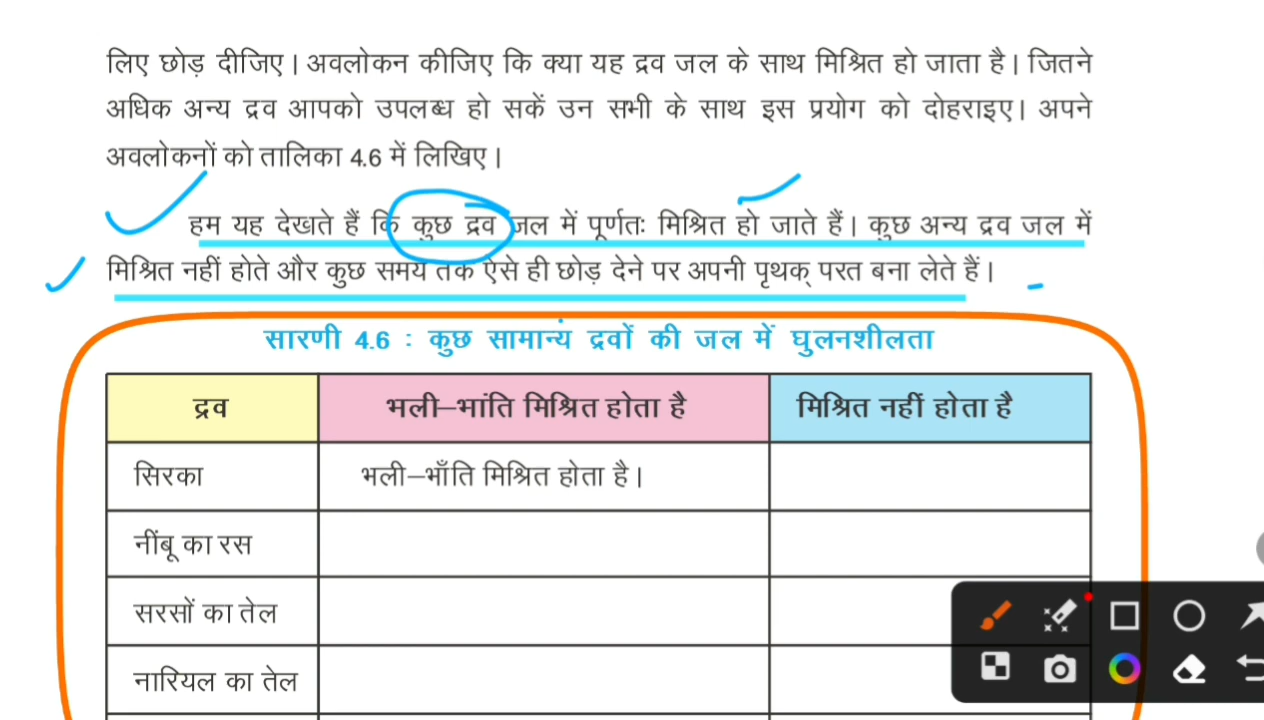 लिए छोड़ दीजिए। अवलोकन कीजिए कि क्या यह द्रव जल के साथ मिश्रित हो जाता है। जितने
अधिक अन्य द्रव आपको उपलब्ध हो सकें उन सभी के साथ इस प्रयोग को दोहराइए। अपने
अवलोकनों को तालिका 4.6 में लिखिए।
हम यह देखते हैं कि कुछ द्रव जल में पूर्णतः मिश्रित हो जाते हैं। कुछ अन्य द्रव जल में
मिश्रित नहीं होते और कुछ समय तक ऐसे ही छोड़ देने पर अपनी पृथक् परत बना लेते हैं।
सारणी 4.6 : कुछ सामान्य द्रवों की जल में घुलनशीलता
द्रव भली–भांति मिश्रित होता है मिश्रित नहीं होता है
सिरका भली–भाँति मिश्रित होता है।
नींबू का रस
सरसों का तेल
नारियल का तेल